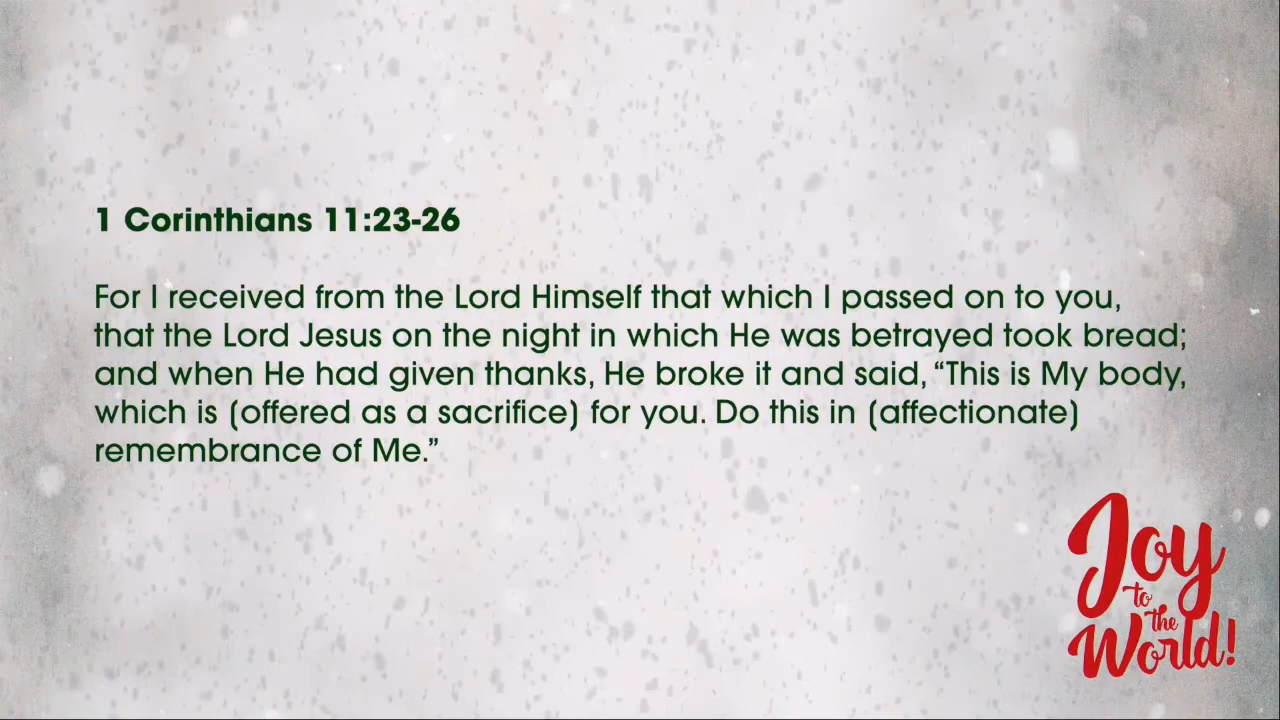 1 Corinthians 11:23-26
For I received from the Lord Himself that which I passed on to you,
that the Lord Jesus on the night in which He was betrayed took bread;
and when He had given thanks, He broke it and said, “This is My body,
which is (offered as a sacrifice) for you. Do this in (affectionate)
remembrance of Me.”
Joy
to
the
World!